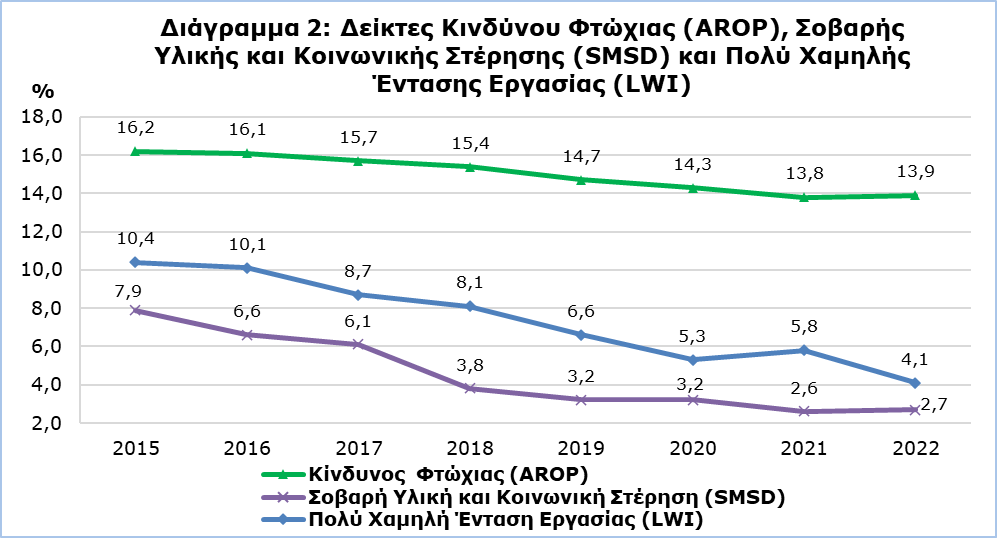 Διάγραμμα 2: Δείκτες Κινδύνου Φτώχιας (AROP), Σοβαρής
Υλικής και Κοινωνικής Στέρησης (SMSD) και Πολύ Χαμηλής
Έντασης Εργασίας (LWI)
%
18,0
16,0
14,0
12,0
10,0
8,0
6,0
4,0
2,0
16,2 16,1 15,7 15,4 14,7 14,3 13,8 13,9
10,4 10,1 8,7 8,1 6,6 5,3 5,8 4,1
7,9 6,6 6,1 3,8 3,2 3,2 2,6 2,7
2015 2016 2017 2018 2019 2020 2021 2022
Κίνδυνος Φτώχιας (AROP)
Σοβαρή Υλική και Κοινωνική Στέρηση (SMSD)
Πολύ Χαμηλή Ένταση Εργασίας (LWI)